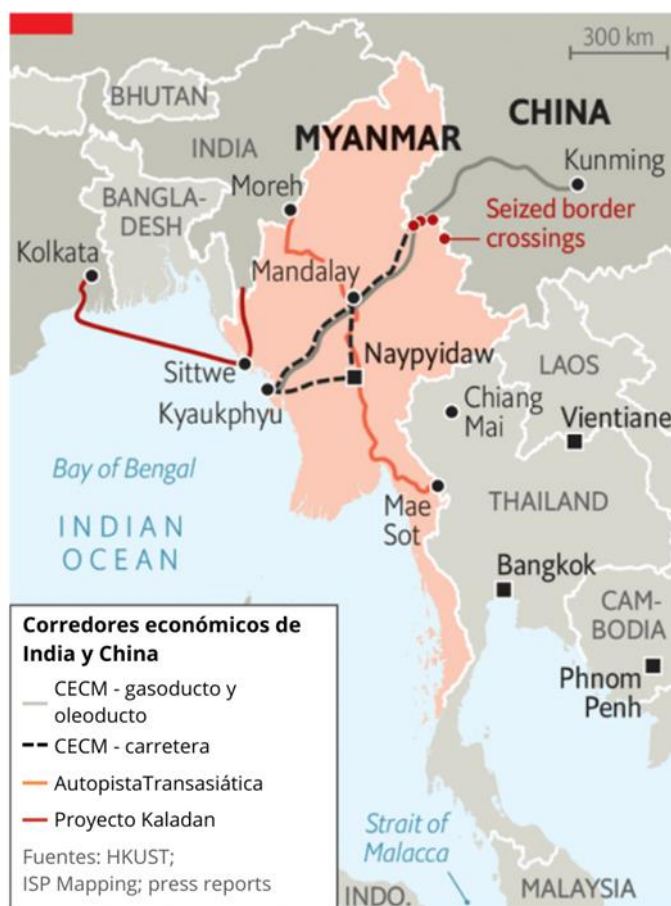 300 km
BHUTAN
MYANMAR
CHINA
INDIA
Kunming
Moreh
BANGLA-
DESH
Seized border
crossings
Kolkata
Mandalay
Naypyidaw
LAOS
Sittwe
Chiang
Mai
Kyaukphyu
Vientiane
Bay of Bengal
Mae
Sot
THAILAND
INDIAN
OCEAN
Bangkok
CAM-
BODIA
Phnom
Penh
Corredores económicos de
India y China
CECM - gasoducto y
oleoducto
CECM - carretera
AutopistaTransasiática
Proyecto Kaladan
Fuentes: HKUST;
ISP Mapping; press reports
Strait of
Malacca
INDO.
MALAYSIA